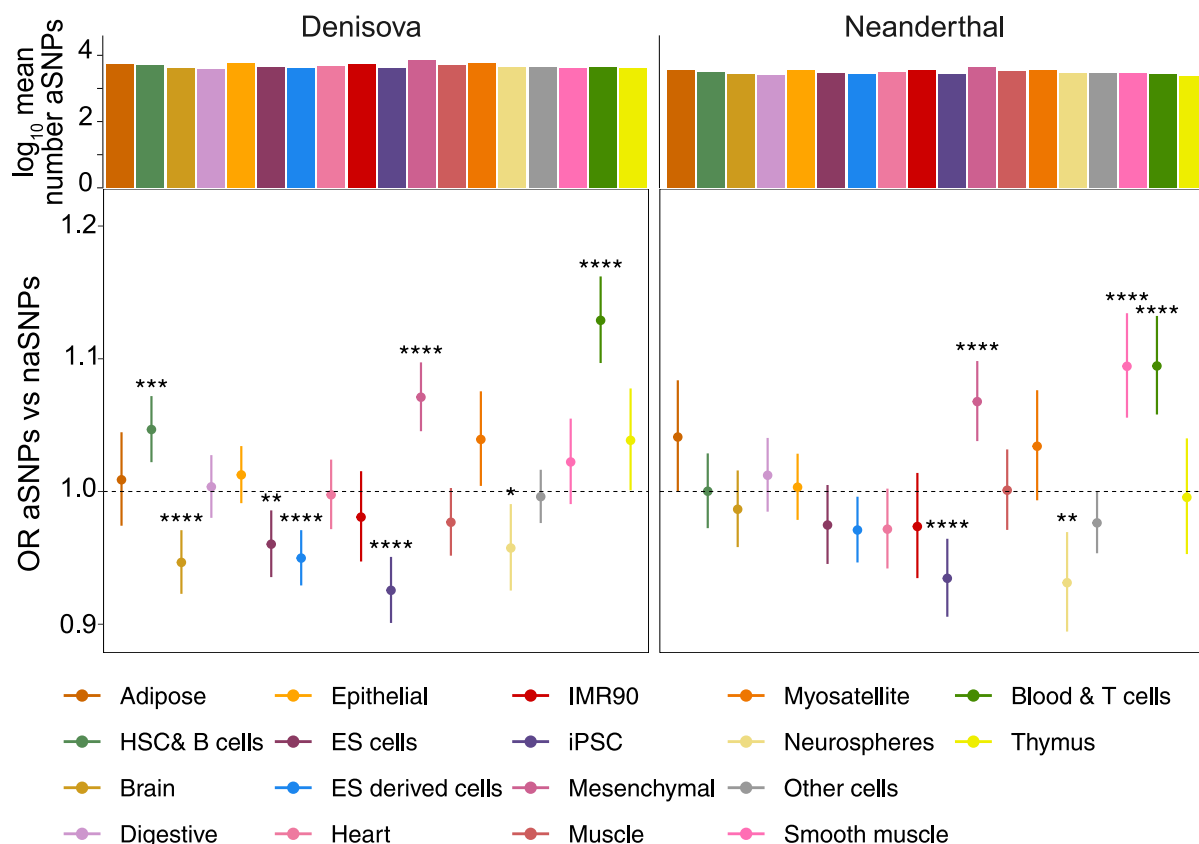 Denisova Neanderthal
log10 mean
number aSNPs
4
2
0
OR aSNPs vs naSNPs
1.2
1.1
1.0
0.9
*** **** ** **** **** **** * ****
**** **** ** **** ****
Adipose Epithelial IMR90 Myosatellite Blood & T cells
HSC& B cells ES cells iPSC Neurospheres Thymus
Brain ES derived cells Mesenchymal Other cells
Digestive Heart Muscle Smooth muscle